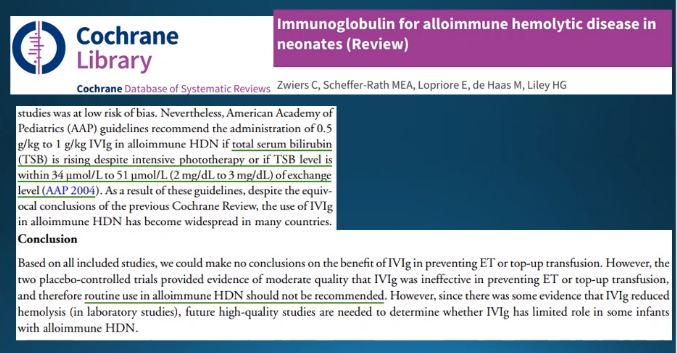 Cochrane
Library
Cochrane Database of Systematic Reviews
Immunoglobulin for alloimmune hemolytic disease in
neonates (Review)
Zwiers C, Scheffer-Rath MEA, Lopriore E, de Haas M, Liley HG
studies was at low risk of bias. Nevertheless, American Academy of
Pediatrics (AAP) guidelines recommend the administration of 0.5
g/kg to 1 g/kg IVIg in alloimmune HDN if total serum bilirubin
(TSB) is rising despite intensive phototherapy or if TSB level is
within 34 µmol/L to 51 µmol/L (2 mg/dL to 3 mg/dL) of exchange
level (AAP 2004). As a result of these guidelines, despite the equiv-
ocal conclusions of the previous Cochrane Review, the use of IVIg
in alloimmune HDN has become widespread in many countries.
Conclusion
Based on all included studies, we could make no conclusions on the benefit of IVIg in preventing ET or top-up transfusion. However, the
two placebo-controlled trials provided evidence of moderate quality that IVIg was ineffective in preventing ET or top-up transfusion,
and therefore routine use in alloimmune HDN should not be recommended. However, since there was some evidence that IVIg reduced
hemolysis (in laboratory studies), future high-quality studies are needed to determine whether IVIg has limited role in some infants
with alloimmune HDN.